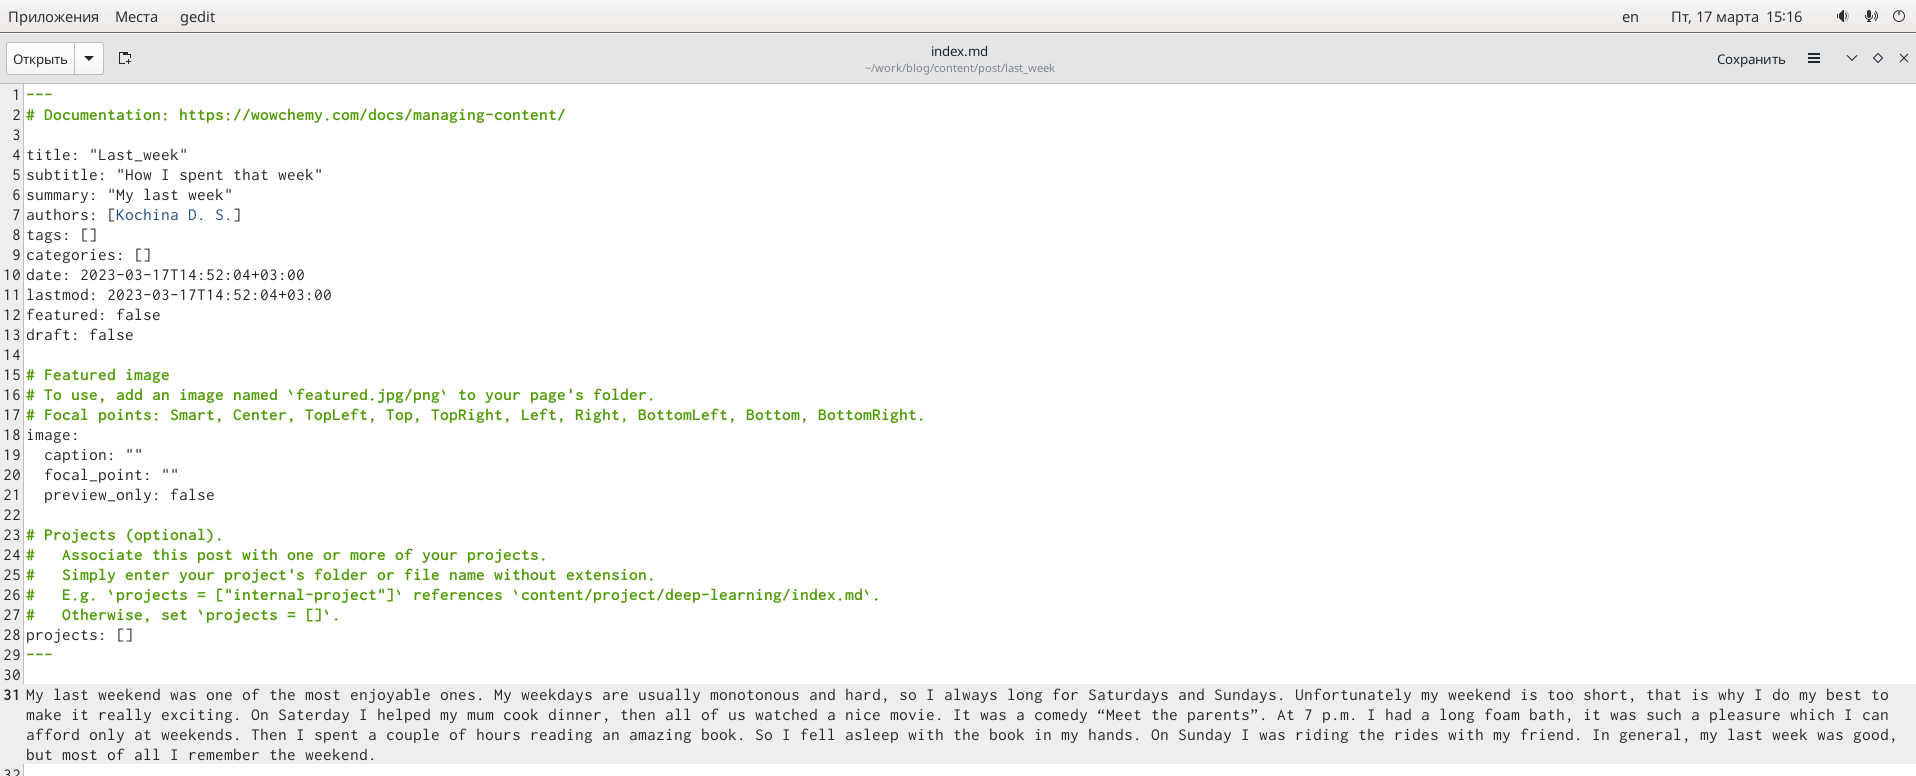 Приложения Места gedit en Пт, 17 марта 15:16
Открыть index.md Сохранить
~/work/blog/content/post/last_week
1 ---
2 # Documentation: https://wowchemy.com/docs/managing-content/
3
4 title: "Last_week"
5 subtitle: "How I spent that week"
6 summary: "My last week"
7 authors: [Kochina D. S.]
8 tags: []
9 categories: []
10 date: 2023-03-17T14:52:04+03:00
11 lastmod: 2023-03-17T14:52:04+03:00
12 featured: false
13 draft: false
14
15 # Featured image
16 # To use, add an image named `featured.jpg/png` to your page's folder.
17 # Focal points: Smart, Center, TopLeft, Top, TopRight, Left, Right, BottomLeft, Bottom, BottomRight.
18 image:
19   caption: ""
20   focal_point: ""
21   preview_only: false
22
23 # Projects (optional).
24 #   Associate this post with one or more of your projects.
25 #   Simply enter your project's folder or file name without extension.
26 #   E.g. `projects = ["internal-project"]` references `content/project/deep-learning/index.md`.
27 #   Otherwise, set `projects = []`.
28 projects: []
29 ---
30
31 My last weekend was one of the most enjoyable ones. My weekdays are usually monotonous and hard, so I always long for Saturdays and Sundays. Unfortunately my weekend is too short, that is why I do my best to
make it really exciting. On Saterday I helped my mum cook dinner, then all of us watched a nice movie. It was a comedy “Meet the parents”. At 7 p.m. I had a long foam bath, it was such a pleasure which I can
afford only at weekends. Then I spent a couple of hours reading an amazing book. So I fell asleep with the book in my hands. On Sunday I was riding the rides with my friend. In general, my last week was good,
but most of all I remember the weekend.
32